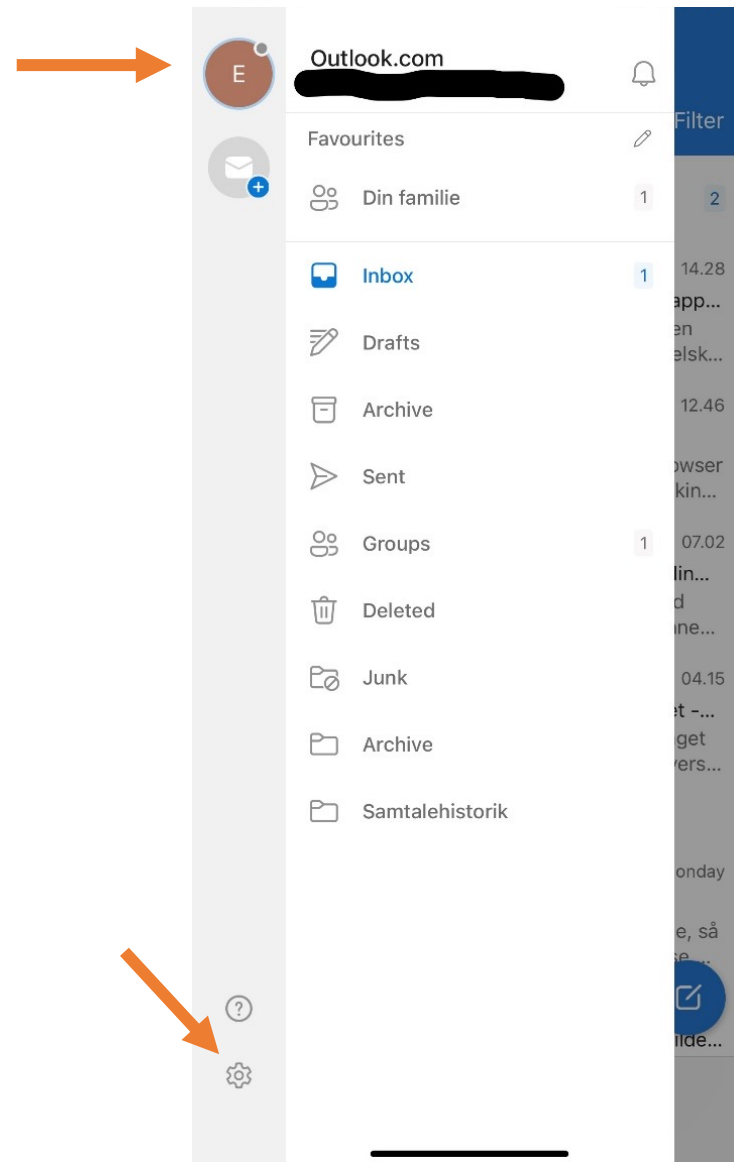 E
Outlook.com
Filter
Favourites
Din familie 1
2
Inbox 1
14.28
app...
en
elsk...
Drafts
Archive
12.46
Sent
owser
kin...
Groups 1
07.02
lin...
d
ne...
Deleted
Junk
04.15
et -...
get
vers...
Archive
Samtalehistorik
onday
e, så
se
?
ilde...